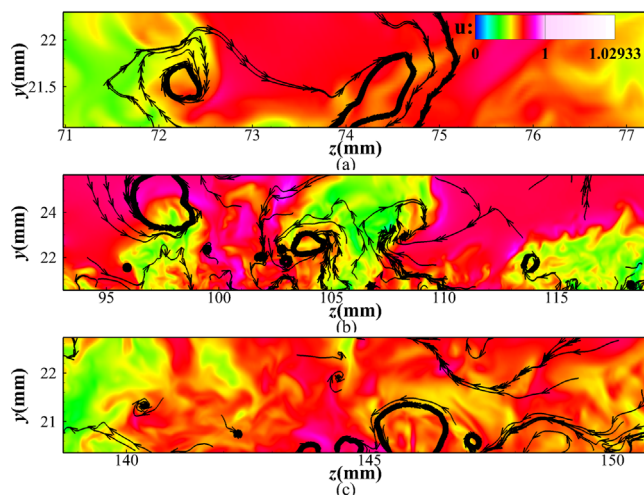 u:
0 1 1.02933
y(mm)
22
21.5
71 72 73 74 75 76 77
z(mm)
(a)
y(mm)
24
22
95 100 105 110 115
z(mm)
(b)
y(mm)
22
21
140 145 150
z(mm)
(c)